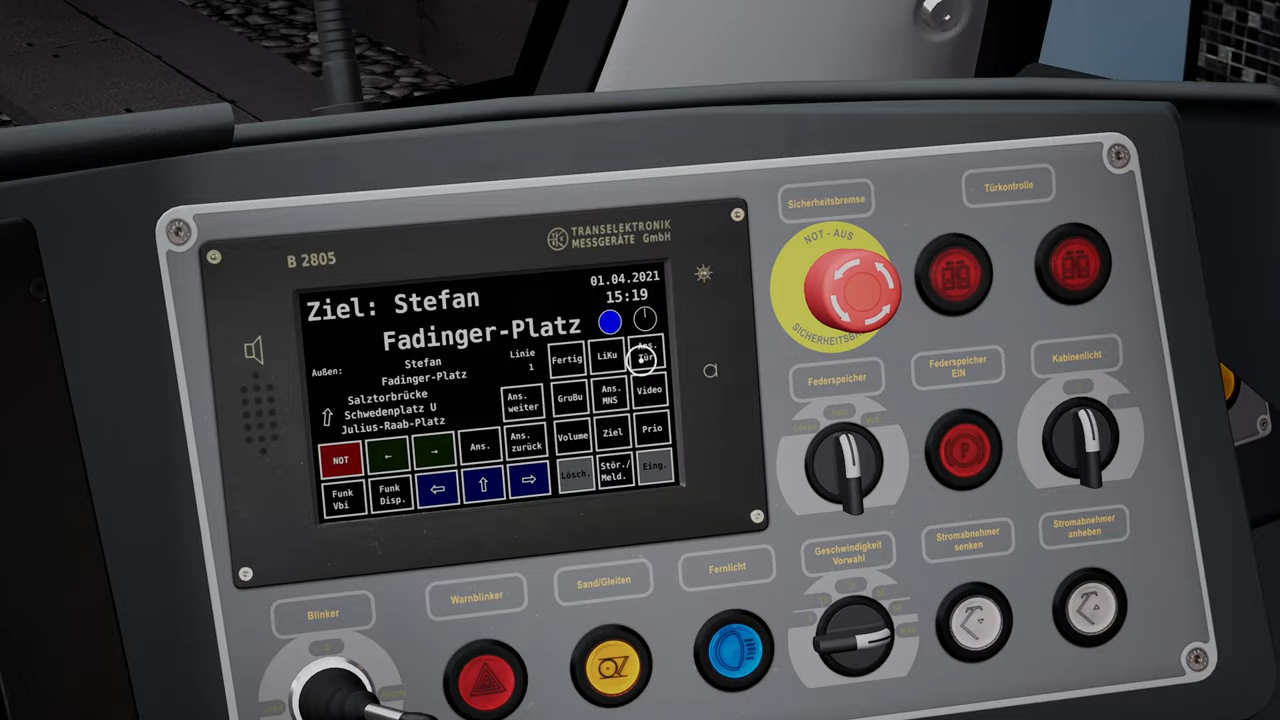 Sicherheitsbremse
Türkontrolle
NOT - AUS
B 2805
TRANSELEKTRONIK
MESSGERÄTE GmbH
01.04.2021
15:19
Ziel: Stefan
Fadinger-Platz
Außen:
Stefan
Fadinger-Platz
Linie
1
Salztorbrücke
Schwedenplatz U
Julius-Raab-Platz
Fertig
LiKu
Ans.
Tür
Ans.
weiter
GruBu
Ans.
MNS
Video
NOT
←
→
Ans.
Ans.
zurück
Volume
Ziel
Prio
Funk
Vbi
Funk
Disp.
⇦
⇧
⇨
Lösch.
Stör./
Meld.
Eing.
Federspeicher
Federspeicher
EIN
Kabinenlicht
Geschwindigkeit
Vorwahl
Stromabnehmer
senken
Stromabnehmer
anheben
Blinker
Warnblinker
Sand/Gleiten
Fernlicht